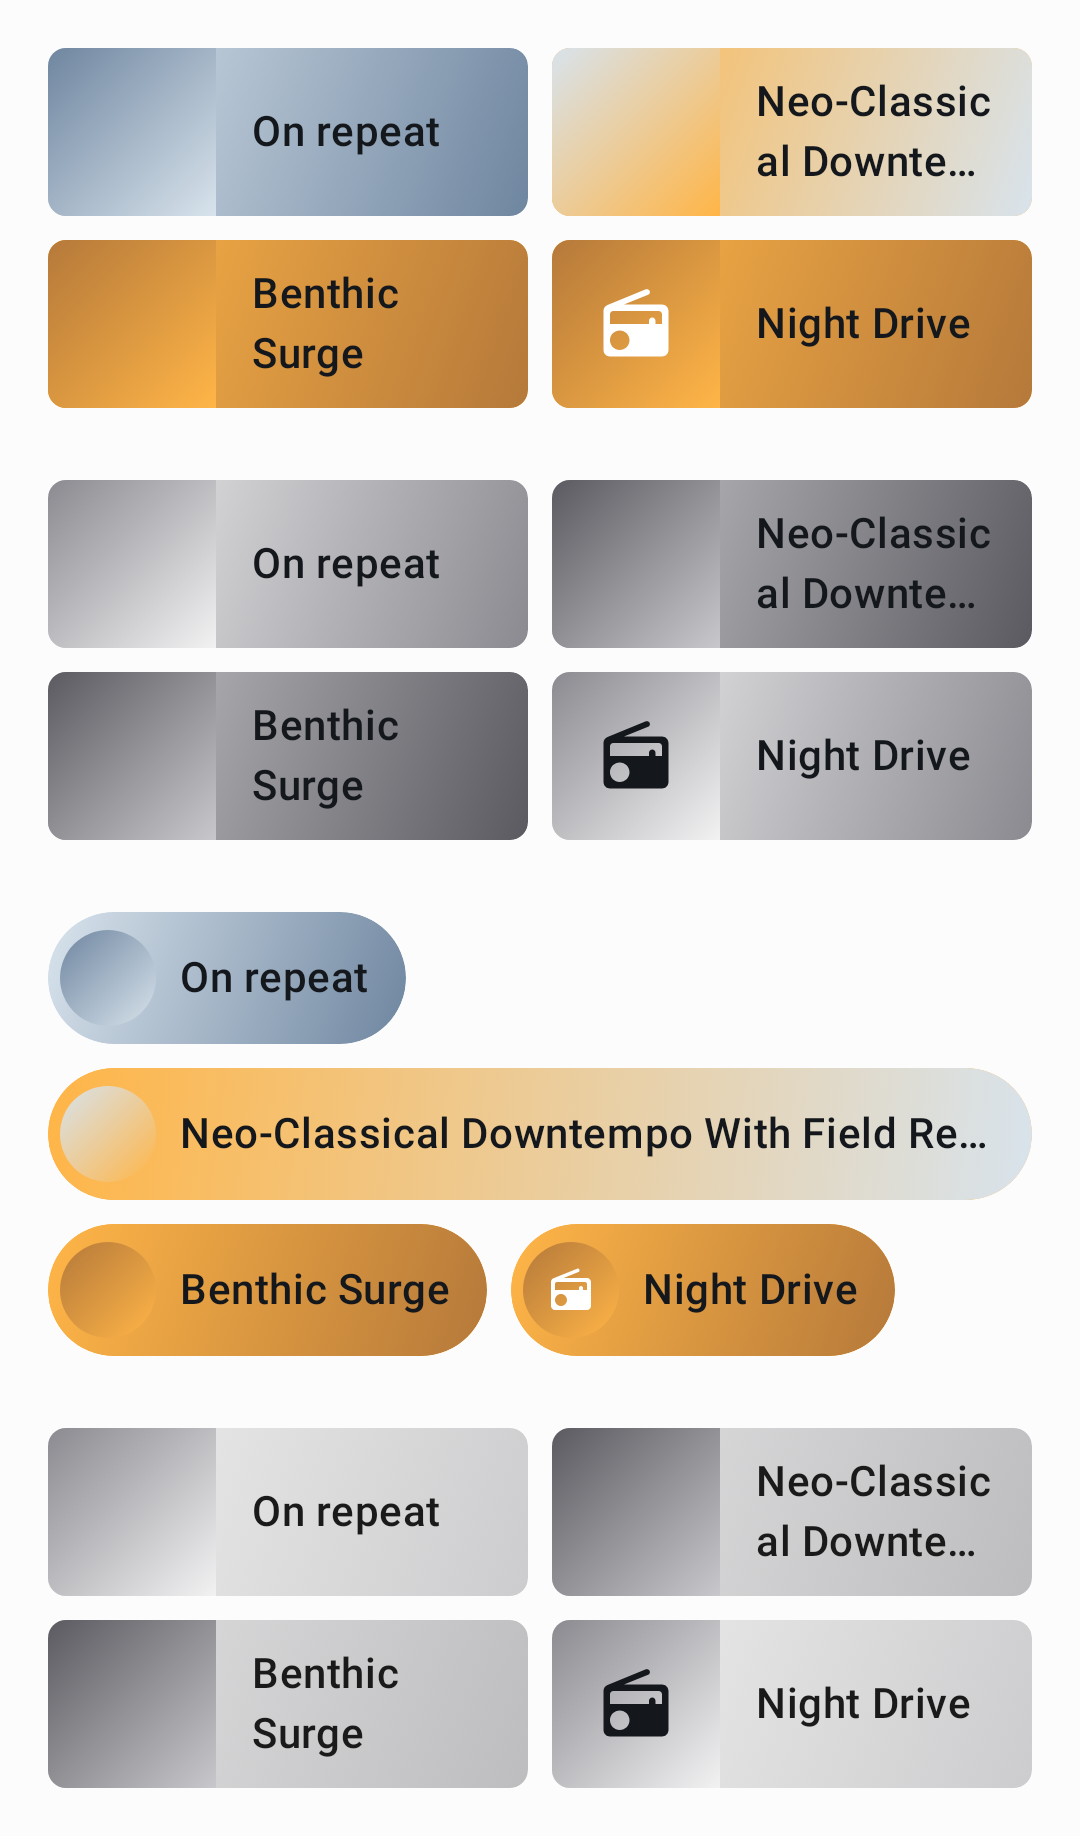 On repeat
Neo-Classic
al Downte…
Benthic
Surge
Night Drive
On repeat
Neo-Classic
al Downte…
Benthic
Surge
Night Drive
On repeat
Neo-Classical Downtempo With Field Re…
Benthic Surge
Night Drive
On repeat
Neo-Classic
al Downte…
Benthic
Surge
Night Drive